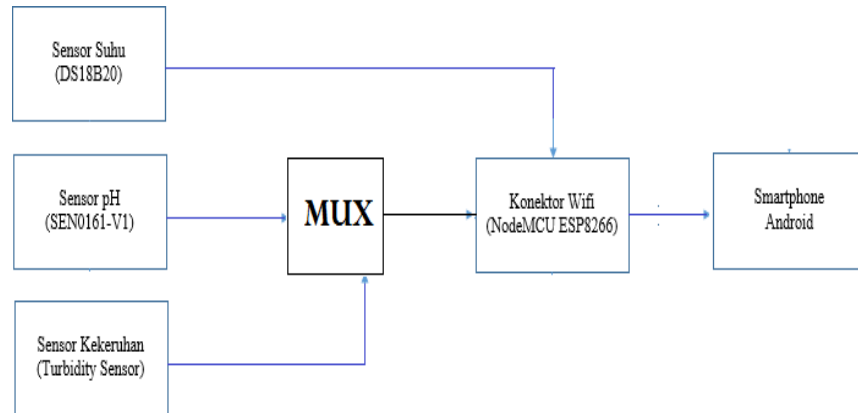 Sensor Suhu
(DS18B20)
Sensor pH
(SEN0161-V1)
MUX
Konektor Wifi
(NodeMCU ESP8266)
Smartphone
Android
Sensor Kekeruhan
(Turbidity Sensor)